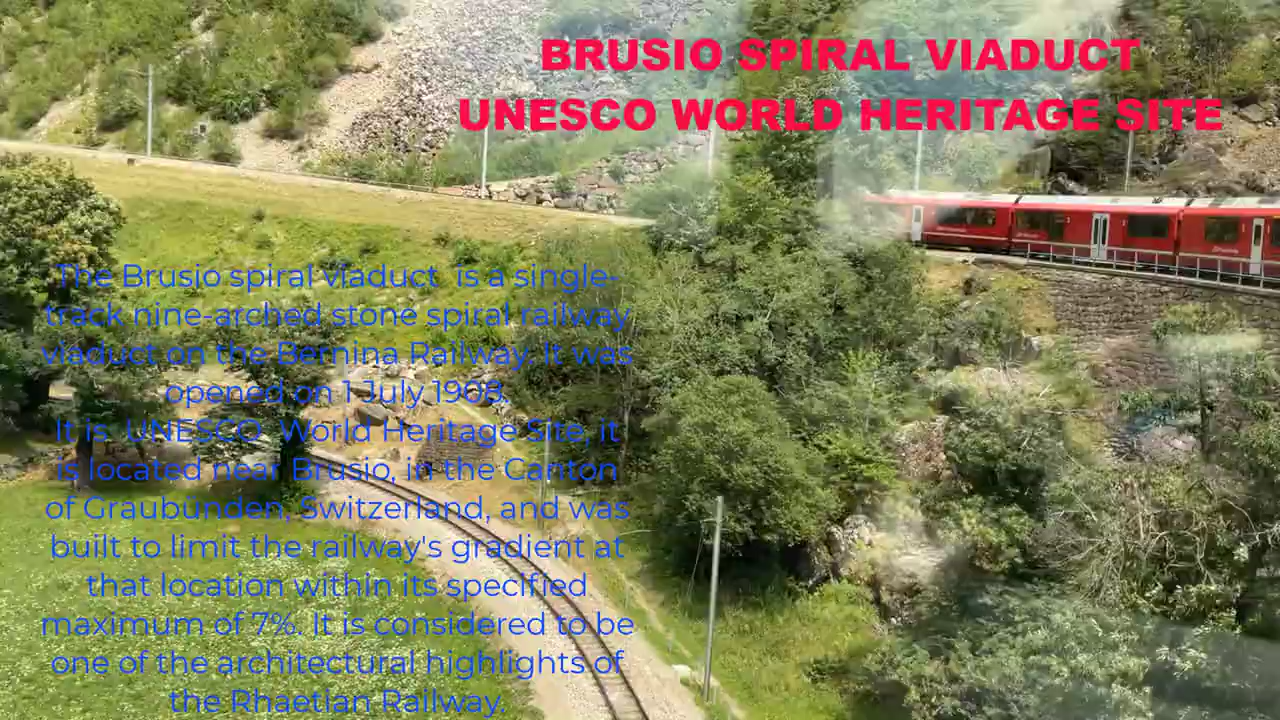 BRUSIO SPIRAL VIADUCT
UNESCO WORLD HERITAGE SITE
The Brusio spiral viaduct is a single-
track nine-arched stone spiral railway
viaduct on the Bernina Railway. It was
opened on 1 July 1908.
It is UNESCO World Heritage Site, it
is located near Brusio, in the Canton
of Graubünden, Switzerland, and was
built to limit the railway's gradient at
that location within its specified
maximum of 7%. It is considered to be
one of the architectural highlights of
the Rhaetian Railway.